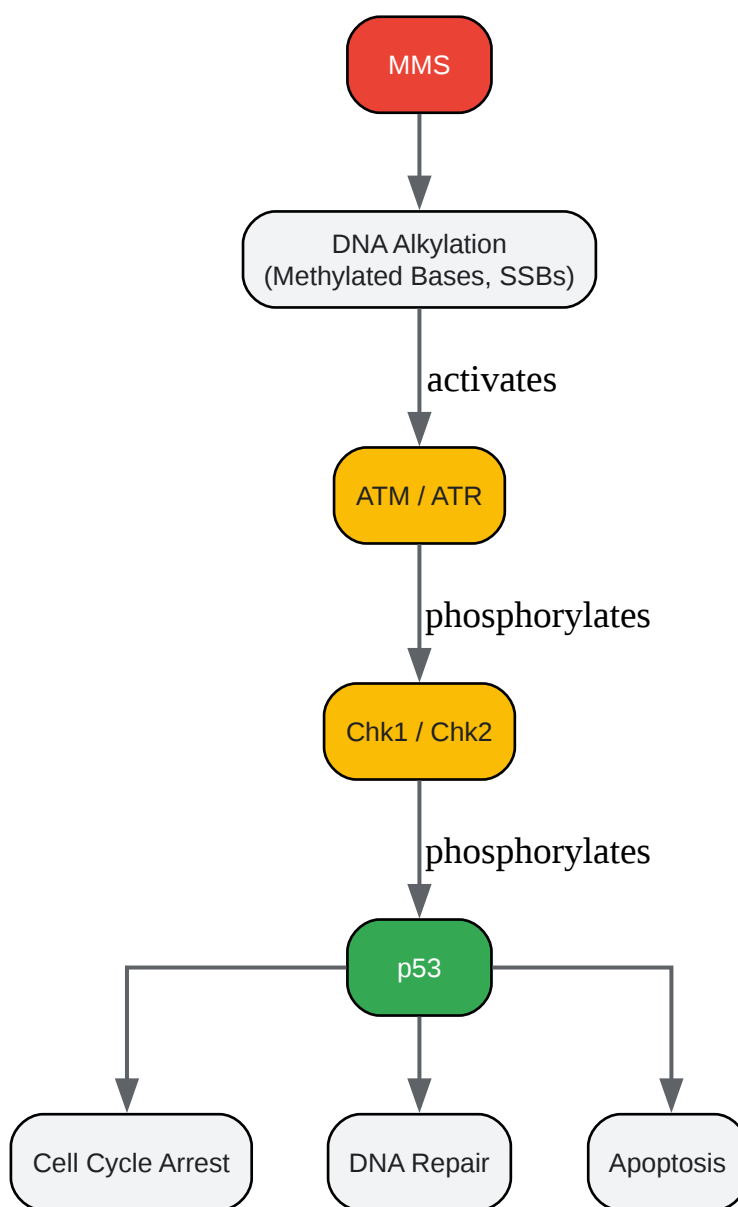 MMS
DNA Alkylation
(Methylated Bases, SSBs)
activates
ATM / ATR
phosphorylates
Chk1 / Chk2
phosphorylates
p53
Cell Cycle Arrest
DNA Repair
Apoptosis